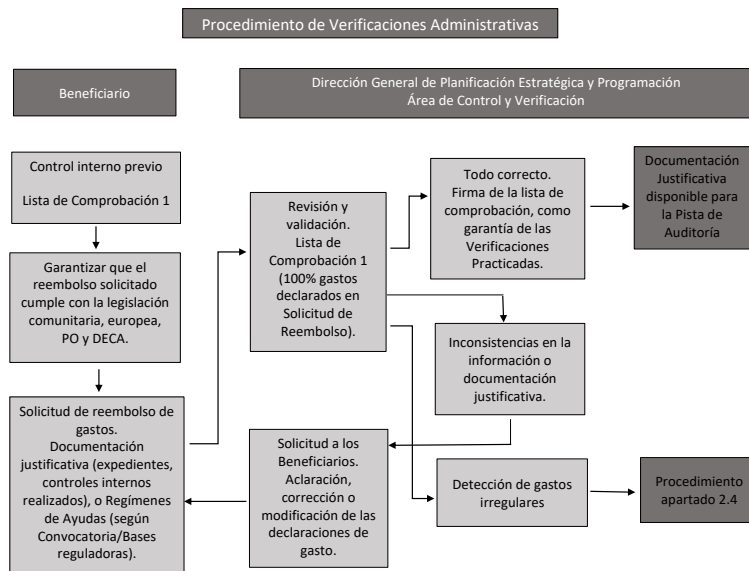 Procedimiento de Verificaciones Administrativas
Beneficiario
Dirección General de Planificación Estratégica y Programación
Área de Control y Verificación
Control interno previo
Lista de Comprobación 1
Garantizar que el
reembolso solicitado
cumple con la legislación
comunitaria, europea,
PO y DECA.
Solicitud de reembolso de
gastos.
Documentación
justificativa (expedientes,
controles internos
realizados), o Regímenes
de Ayudas (según
Convocatoria/Bases
reguladoras).
Revisión y
validación.
Lista de
Comprobación 1
(100% gastos
declarados en
Solicitud de
Reembolso).
Todo correcto.
Firma de la lista de
comprobación, como
garantía de las
Verificaciones
Practicadas.
Documentación
Justificativa
disponible para
la Pista de
Auditoría
Inconsistencias en la
información o
documentación
justificativa.
Solicitud a los
Beneficiarios.
Aclaración,
corrección o
modificación de las
declaraciones de
gasto.
Detección de gastos
irregulares
Procedimiento
apartado 2.4